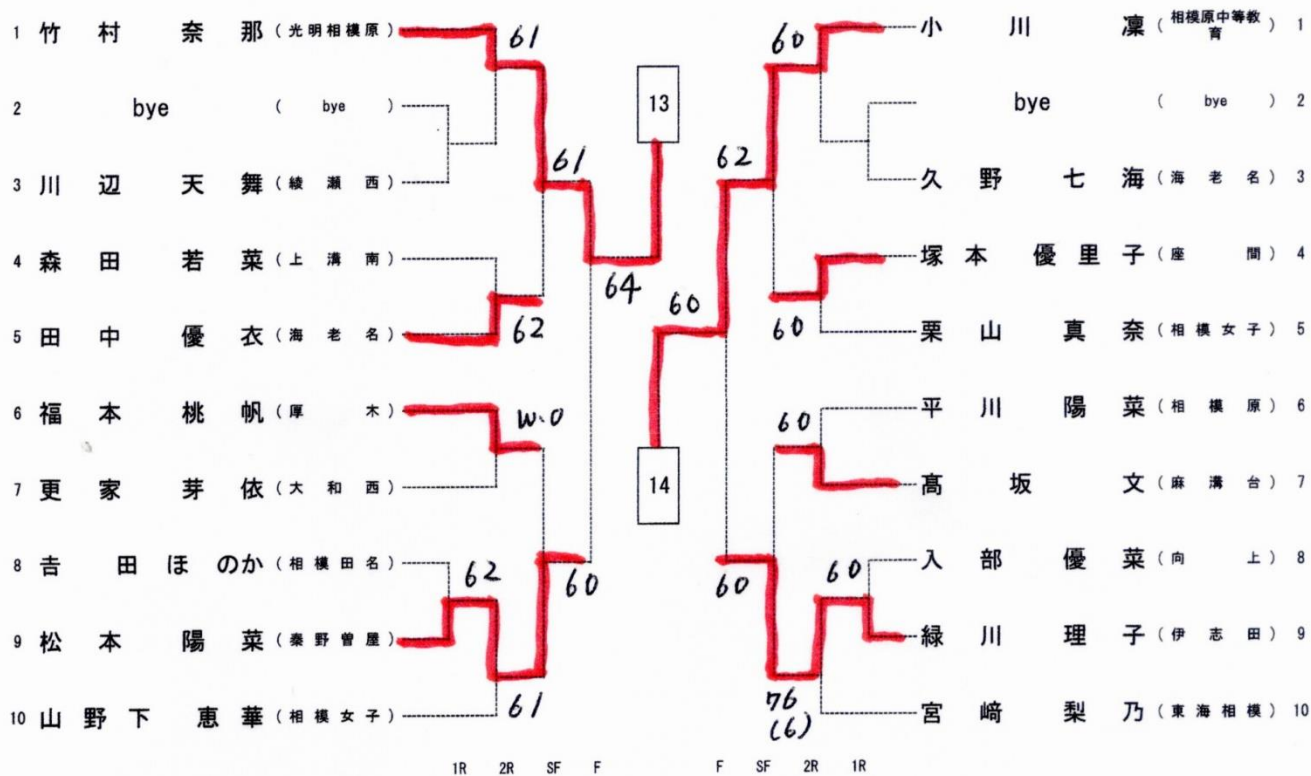 1 竹村 奈那 (光明相模原)
2 bye (bye)
3 川辺 天舞 (綾瀬西)
4 森田 若菜 (上溝南)
5 田中 優衣 (海老名)
6 福本 桃帆 (厚木)
7 更家 芽依 (大和西)
8 吉田ほのか (相模田名)
9 松本 陽菜 (秦野曽屋)
10 山野下 恵華 (相模女子)
61
61
62
W.O
62
61
60
64
1R 2R SF F
13
14
小川 凜 (相模原中等教育) 1
bye (bye) 2
久野 七海 (海老名) 3
塚本 優里子 (座間) 4
栗山 真奈 (相模女子) 5
平川 陽菜 (相模原) 6
髙坂 文 (麻溝台) 7
入部 優菜 (向上) 8
緑川 理子 (伊志田) 9
宮﨑 梨乃 (東海相模) 10
60
62
60
60
60
60
60
76
(6)
F SF 2R 1R